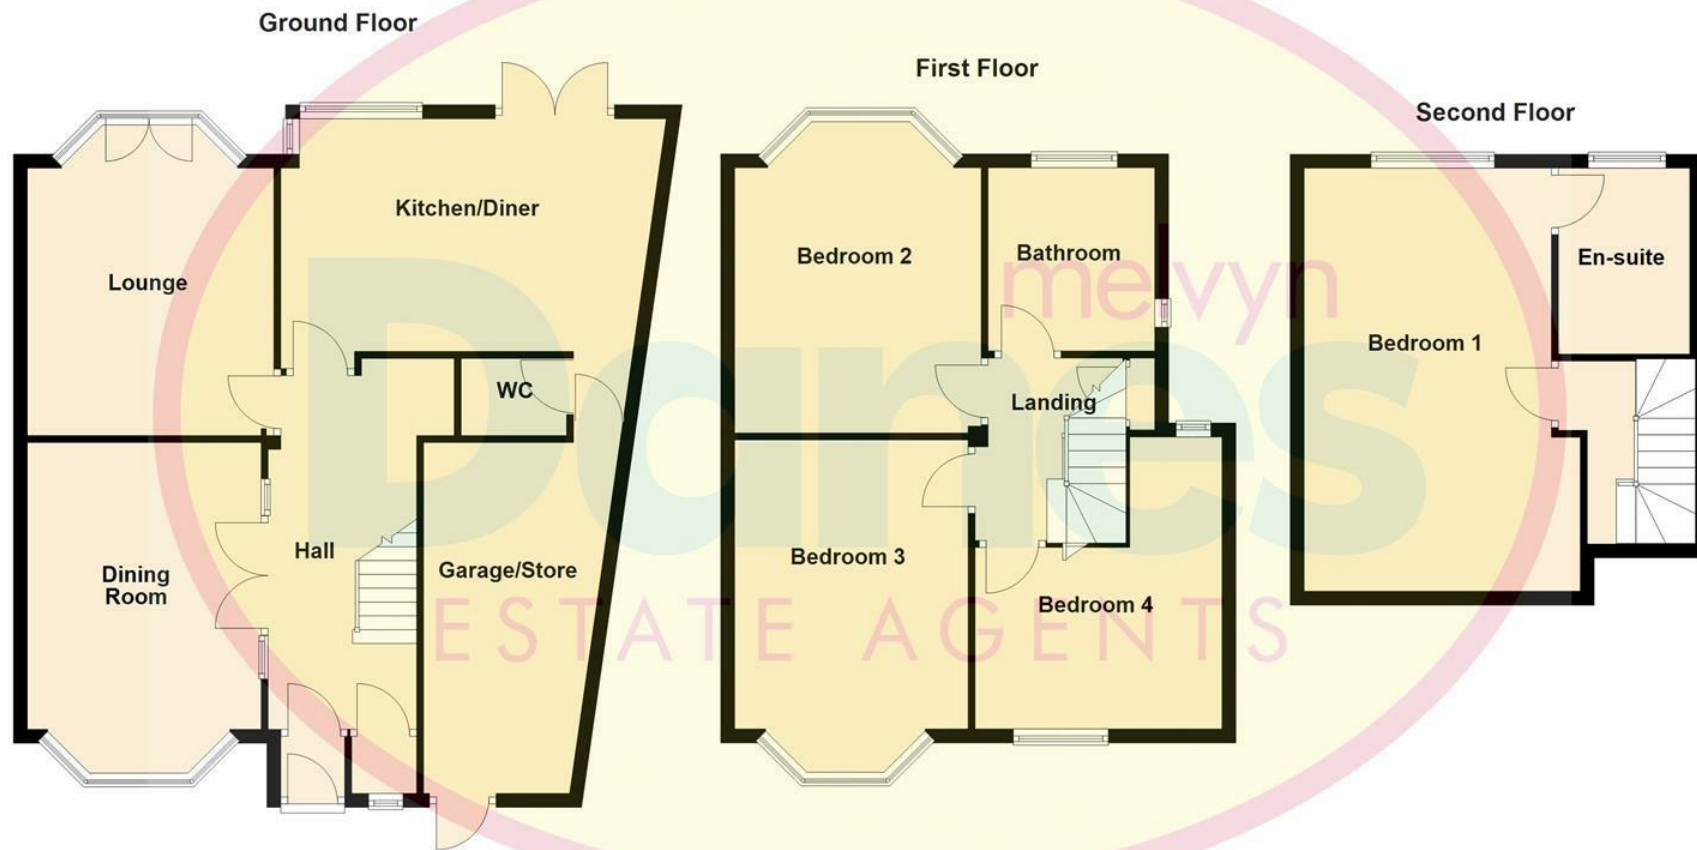 Ground Floor
First Floor
Second Floor
Kitchen/Diner
Lounge
WC
Hall
Dining
Room
Garage/Store
Bedroom 2
Bathroom
Landing
Bedroom 3
Bedroom 4
Bedroom 1
En-suite
melvyn
Danes
ESTATE AGENTS